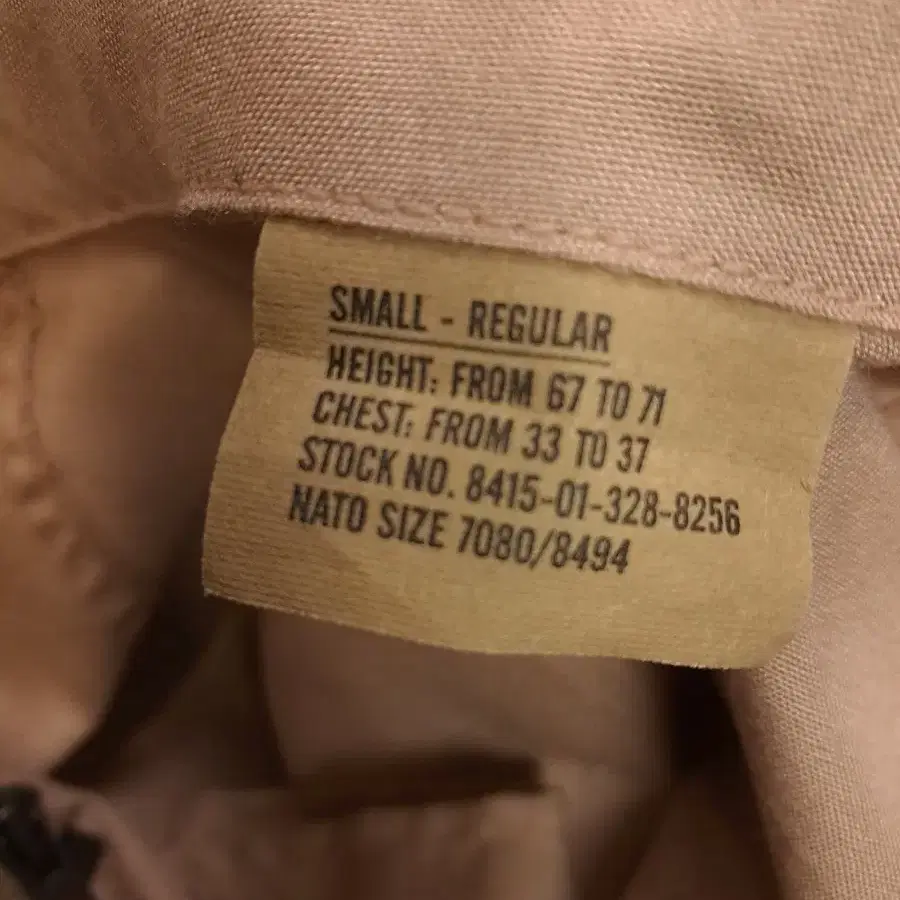 SMALL - REGULAR
HEIGHT: FROM 67 TO 71
CHEST: FROM 33 TO 37
STOCK NO. 8415-01-328-8256
NATO SIZE 7080/8494